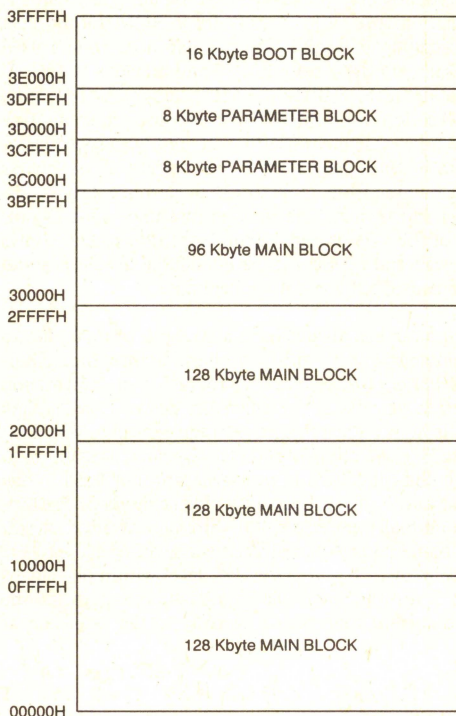 3FFFFH
16 Kbyte BOOT BLOCK
3E000H
3DFFFH
8 Kbyte PARAMETER BLOCK
3D000H
3CFFFH
8 Kbyte PARAMETER BLOCK
3C000H
3BFFFH
96 Kbyte MAIN BLOCK
30000H
2FFFFH
128 Kbyte MAIN BLOCK
20000H
1FFFFH
128 Kbyte MAIN BLOCK
10000H
0FFFFH
128 Kbyte MAIN BLOCK
00000H